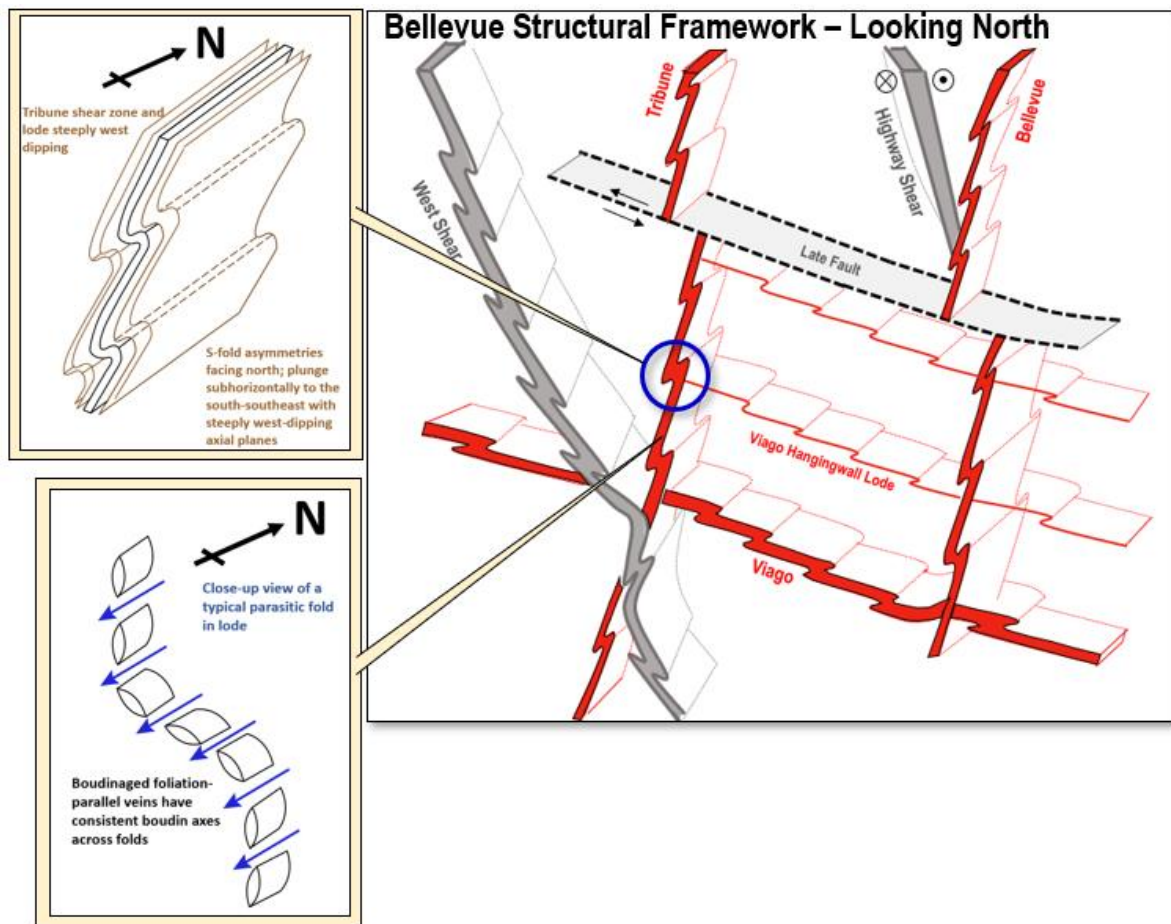 Bellevue Structural Framework – Looking North
N
Tribune shear zone and
lode steeply west
dipping
S-fold asymmetries
facing north; plunge
subhorizontally to the
south-southeast with
steeply west-dipping
axial planes
N
Close-up view of a
typical parasitic fold
in lode
Boudinaged foliation-
parallel veins have
consistent boudin axes
across folds
Tribune
Highway Shear
Bellevue
West Shear
Late Fault
Viago Hangingwall Lode
Viago